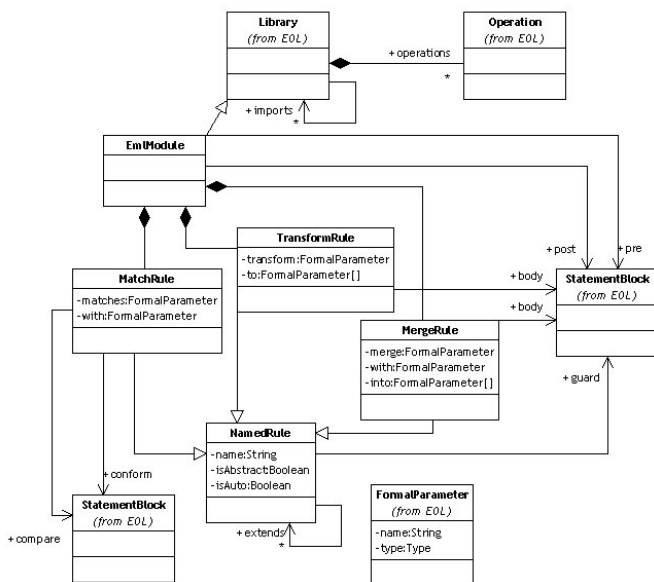 Library
(from EOL)
Operation
(from EOL)
+ operations
*
+ imports
*
EmlModule
TransformRule
-transform:FormalParameter
-to:FormalParameter[]
+ post
+ pre
MatchRule
-matches:FormalParameter
-with:FormalParameter
+ body
StatementBlock
(from EOL)
+ body
MergeRule
-merge:FormalParameter
-with:FormalParameter
-into:FormalParameter[]
+ guard
NamedRule
-name:String
-isAbstract:Boolean
-isAuto:Boolean
+ conform
StatementBlock
(from EOL)
+ compare
+ extends
*
FormalParameter
(from EOL)
-name:String
-type:Type